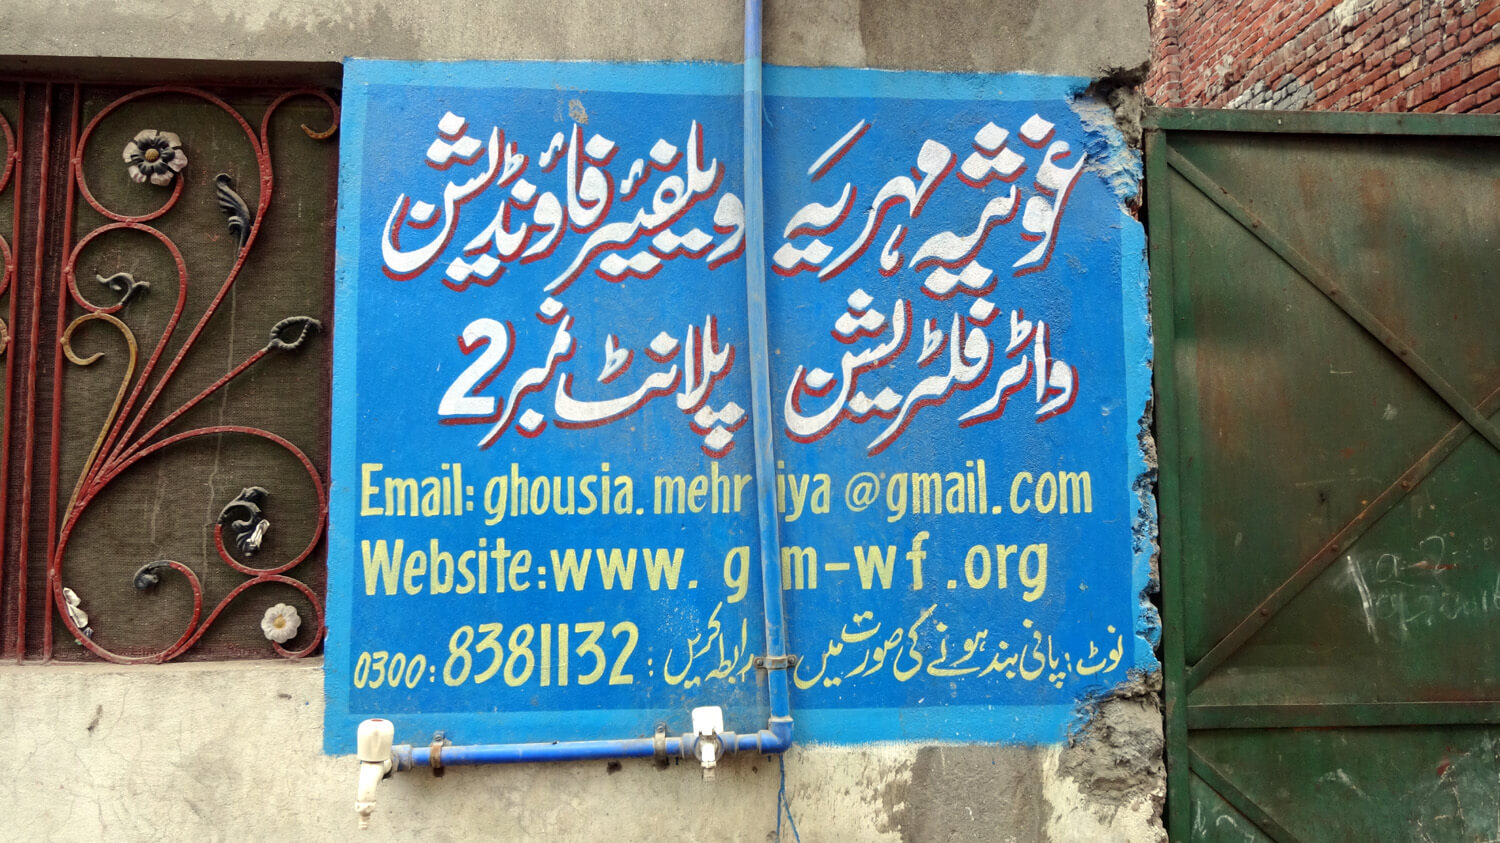 غوثیہ مہریہ ویلفیئر فاؤنڈیشن
واٹر فلٹریشن پلانٹ نمبر 2
Email: ghousia.mehr iya@gmail.com
Website: www. g m-wf.org
نوٹ: پانی بند ہونے کی صورت میں رابطہ کریں: 0300:8381132